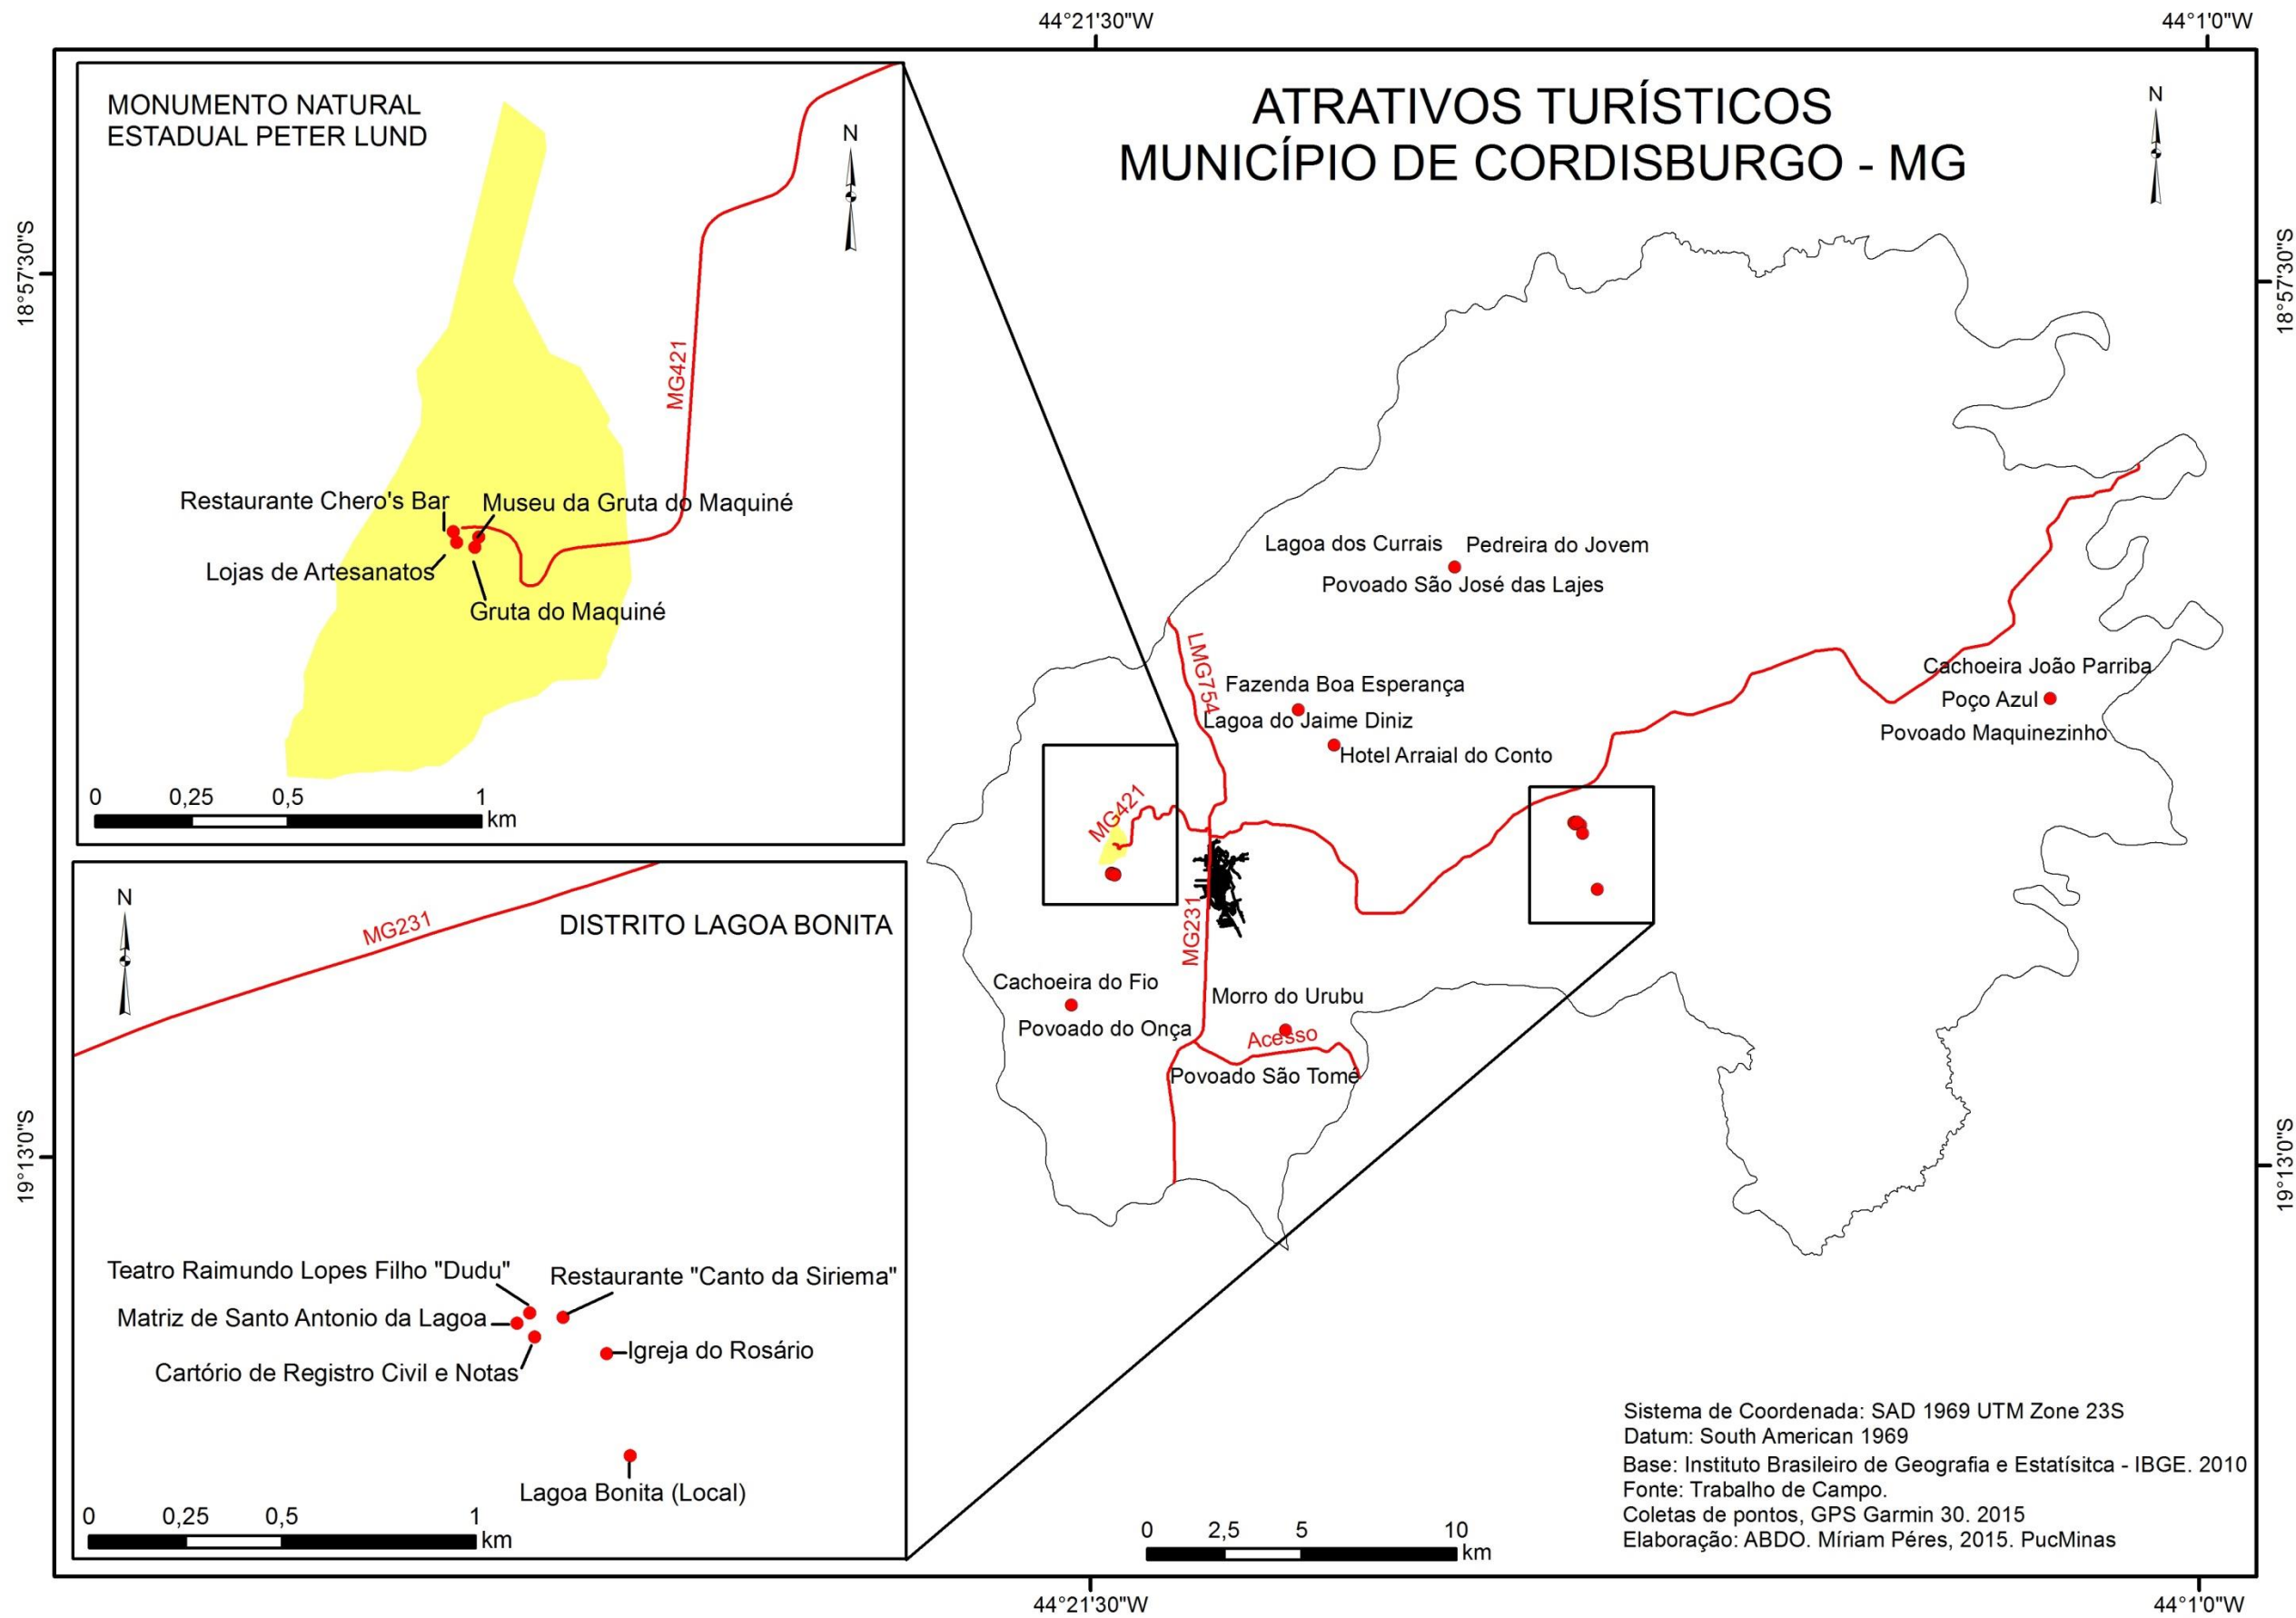 44°21'30"W
44°1'0"W
ATRATIVOS TURÍSTICOS
MUNICÍPIO DE CORDISBURGO - MG
N
18°57'30"S
18°57'30"S
19°13'0"S
19°13'0"S
MONUMENTO NATURAL
ESTADUAL PETER LUND
N
MG421
Restaurante Chero's Bar
Museu da Gruta do Maquiné
Lojas de Artesanatos
Gruta do Maquiné
0 0,25 0,5 1
km
Lagoa dos Currais
Pedreira do Jovem
Povoado São José das Lajes
LMG754
Fazenda Boa Esperança
Lagoa do Jaime Diniz
Hotel Arraial do Conto
Cachoeira João Parriba
Poço Azul
Povoado Maquinezinho
MG421
MG231
Cachoeira do Fio
Povoado do Onça
Morro do Urubu
Acesso
Povoado São Tomé
N
MG231
DISTRITO LAGOA BONITA
Teatro Raimundo Lopes Filho "Dudu"
Restaurante "Canto da Siriema"
Matriz de Santo Antonio da Lagoa
Igreja do Rosário
Cartório de Registro Civil e Notas
Lagoa Bonita (Local)
0 0,25 0,5 1
km
0 2,5 5 10
km
Sistema de Coordenada: SAD 1969 UTM Zone 23S
Datum: South American 1969
Base: Instituto Brasileiro de Geografia e Estatísitca - IBGE. 2010
Fonte: Trabalho de Campo.
Coletas de pontos, GPS Garmin 30. 2015
Elaboração: ABDO. Míriam Péres, 2015. PucMinas
44°21'30"W
44°1'0"W